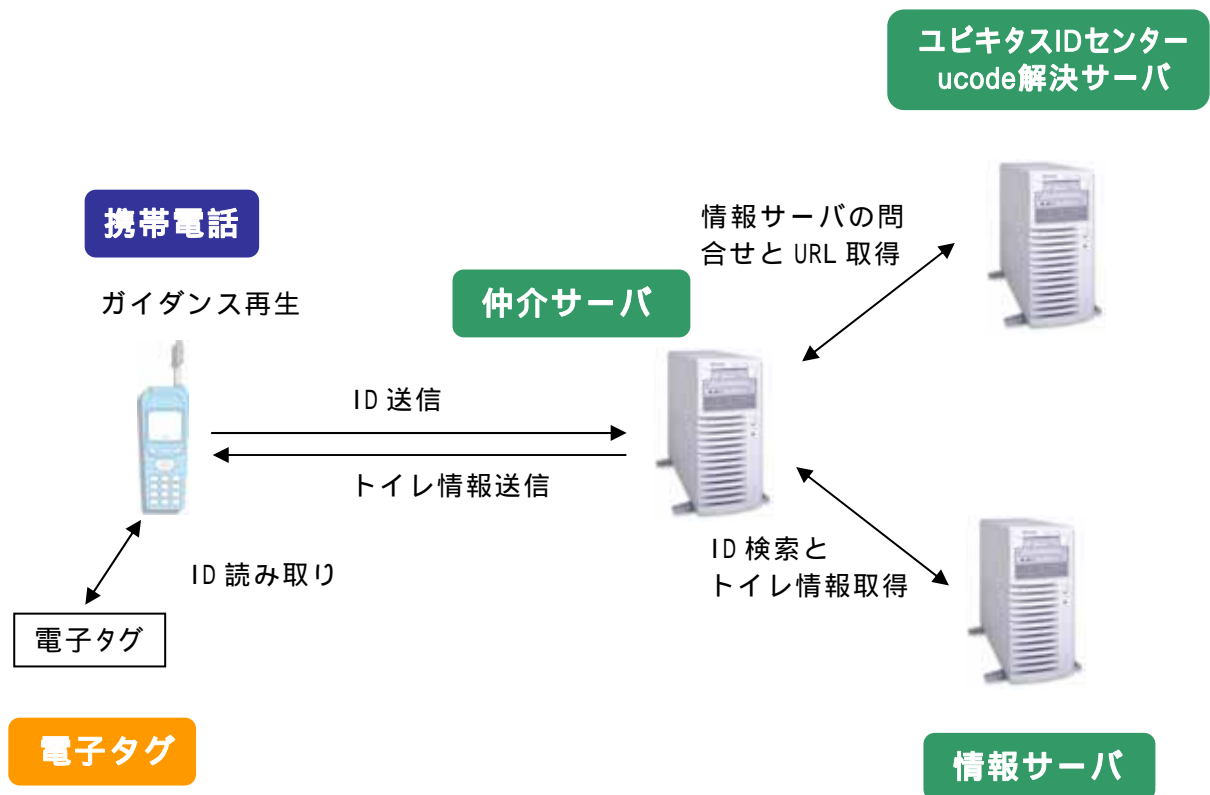 ユビキタスIDセンター
ucode解決サーバ
携帯電話
ガイダンス再生
情報サーバの問
合せと URL 取得
仲介サーバ
ID 送信
トイレ情報送信
ID 読み取り
ID 検索と
トイレ情報取得
電子タグ
電子タグ
情報サーバ